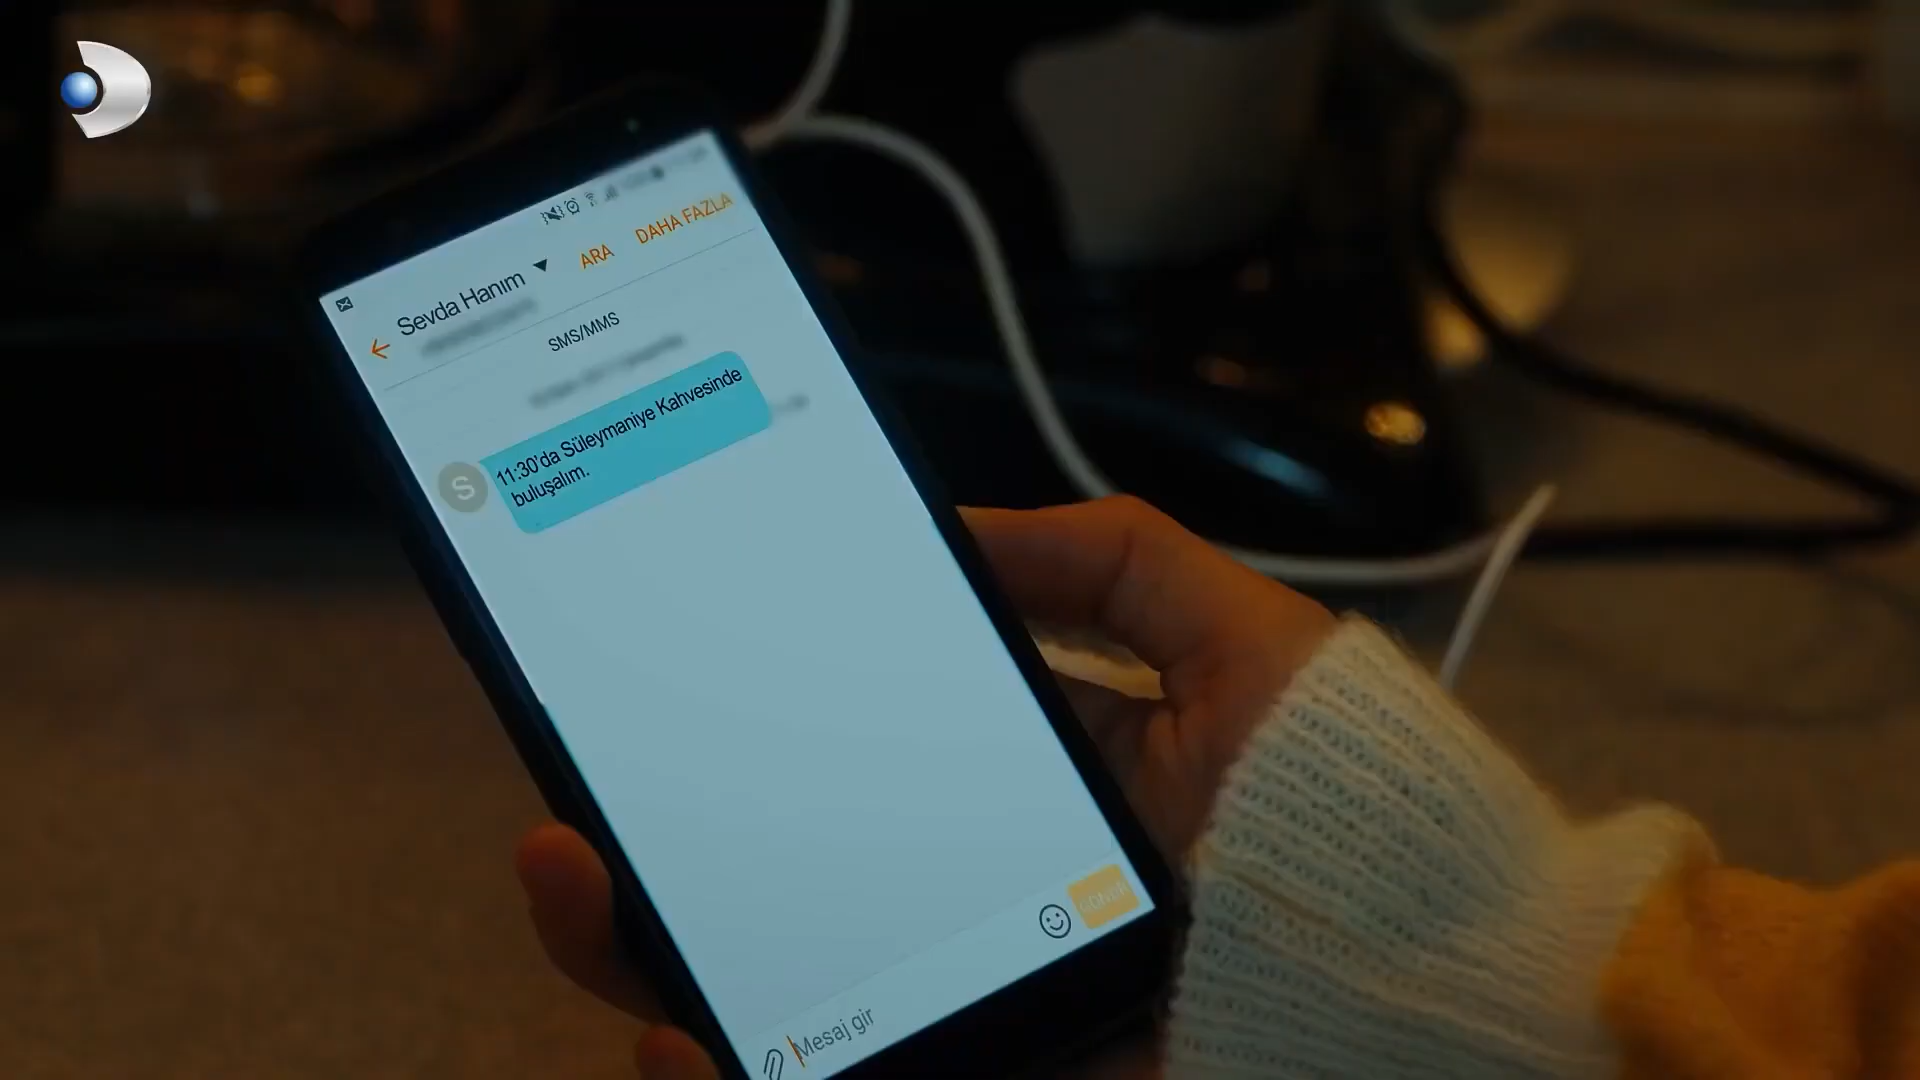 Sevda Hanım
ARA
DAHA FAZLA
SMS/MMS
S
11:30'da Süleymaniye Kahvesinde
buluşalım.
Mesaj gir